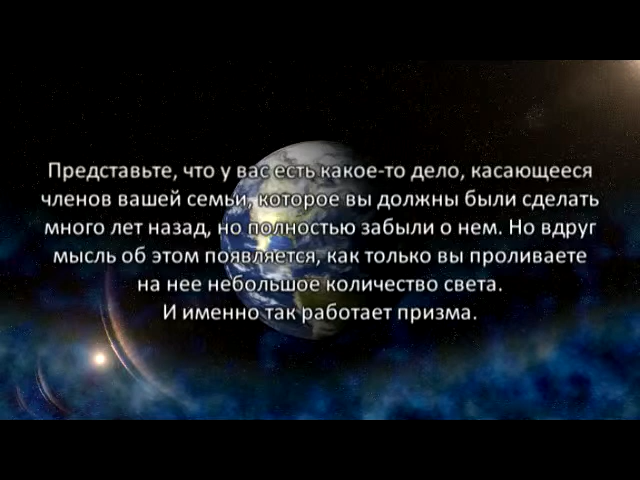 Представьте, что у вас есть какое-то дело, касающееся
членов вашей семьи, которое вы должны были сделать
много лет назад, но полностью забыли о нем. Но вдруг
мысль об этом появляется, как только вы проливаете
на нее небольшое количество света.
И именно так работает призма.